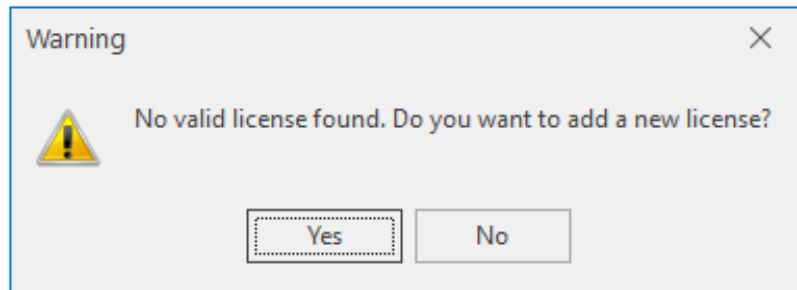 Warning
No valid license found. Do you want to add a new license?
Yes
No